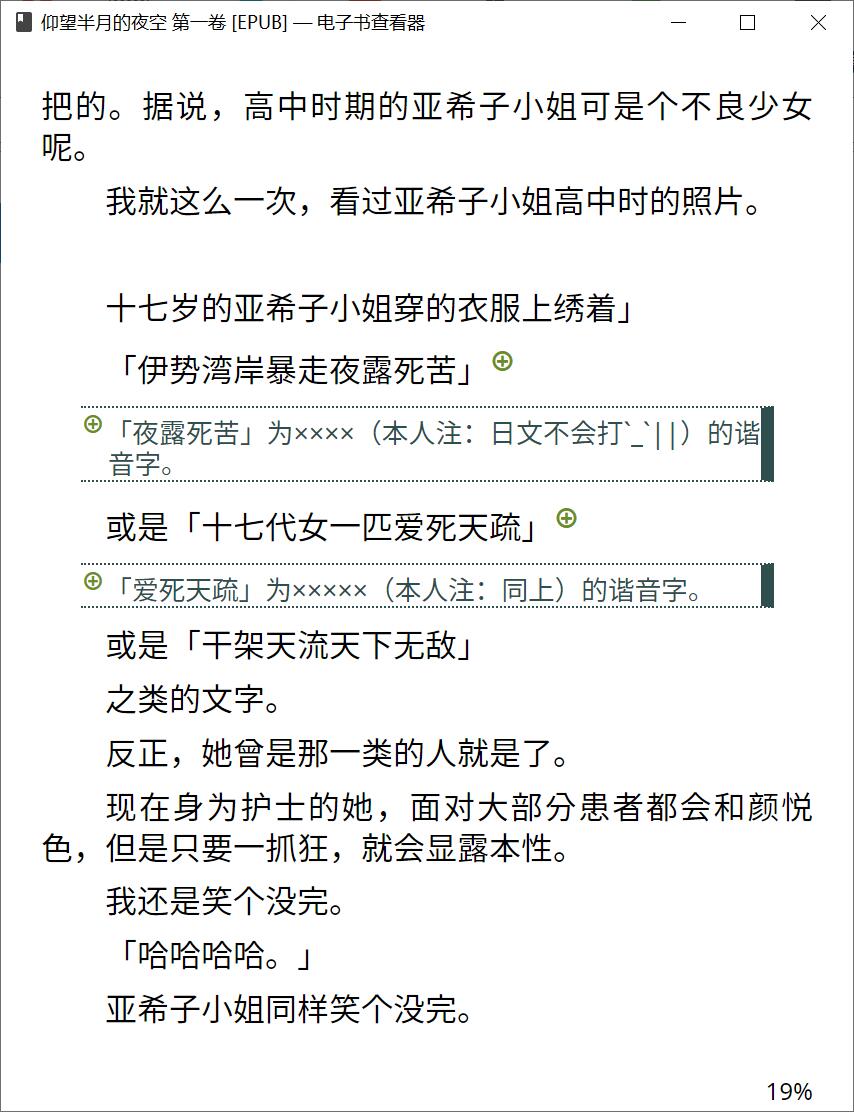 仰望半月的夜空 第一卷 [EPUB] — 电子书查看器
把的。据说，高中时期的亚希子小姐可是个不良少女
呢。
我就这么一次，看过亚希子小姐高中时的照片。
十七岁的亚希子小姐穿的衣服上绣着」
「伊势湾岸暴走夜露死苦」
「夜露死苦」为××××（本人注：日文不会打`_`||）的谐
音字。
或是「十七代女一匹爱死天疏」
「爱死天疏」为×××××（本人注：同上）的谐音字。
或是「干架天流天下无敌」
之类的文字。
反正，她曾是那一类的人就是了。
现在身为护士的她，面对大部分患者都会和颜悦
色，但是只要一抓狂，就会显露本性。
我还是笑个没完。
「哈哈哈哈。」
亚希子小姐同样笑个没完。
19%